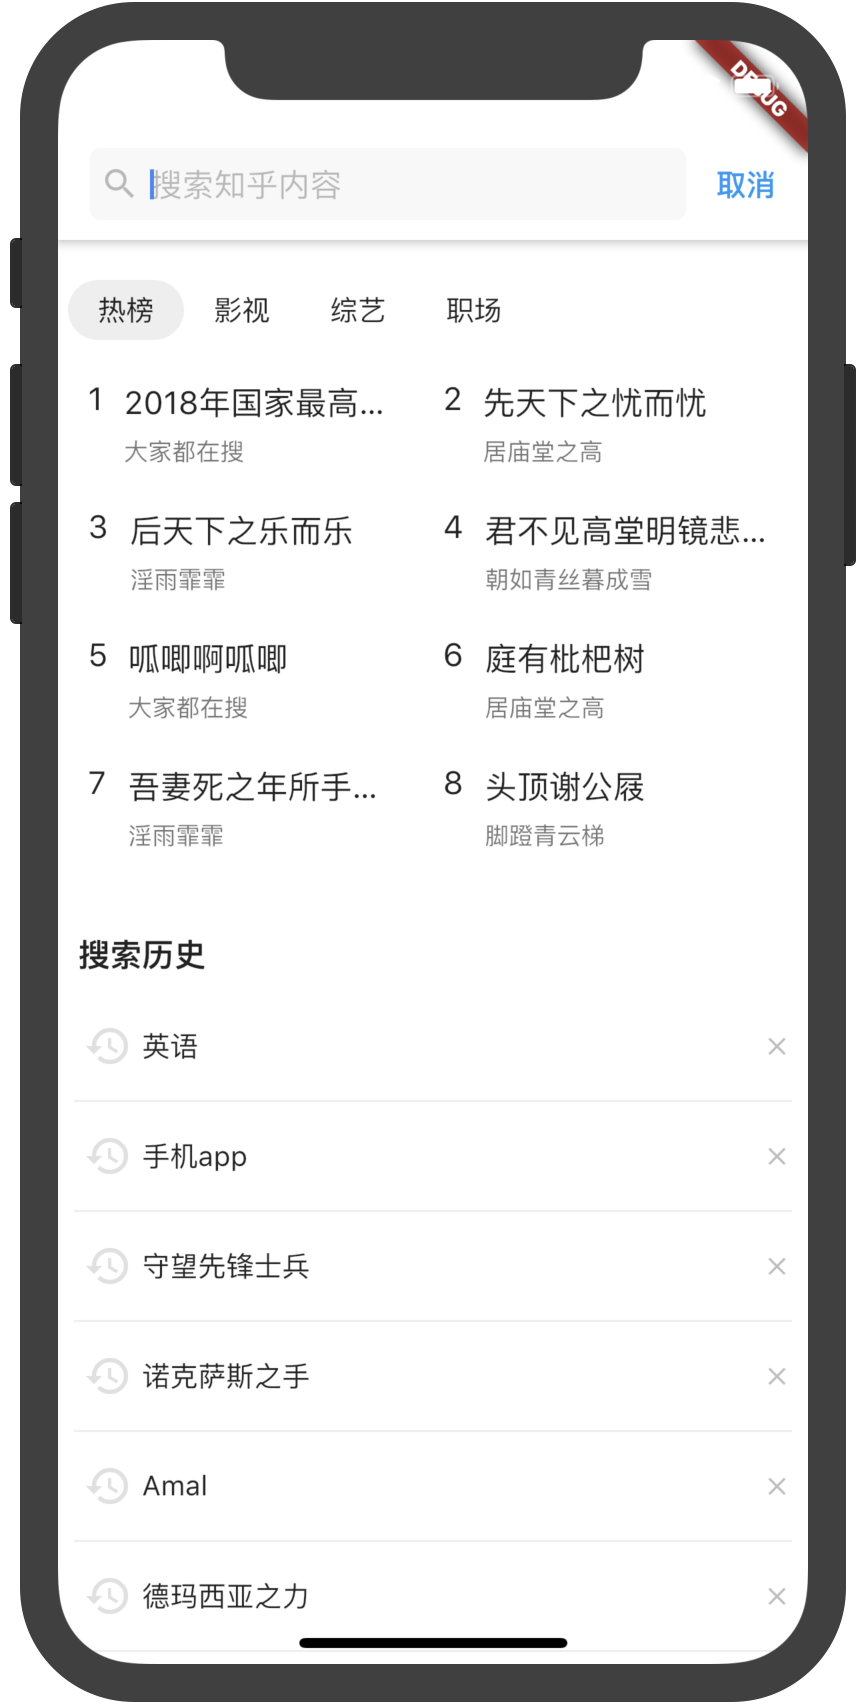 DEBUG
搜索知乎内容
取消
热榜 影视 综艺 职场
1 2018年国家最高... 2 先天下之忧而忧
大家都在搜 居庙堂之高
3 后天下之乐而乐 4 君不见高堂明镜悲...
淫雨霏霏 朝如青丝暮成雪
5 呱唧啊呱唧 6 庭有枇杷树
大家都在搜 居庙堂之高
7 吾妻死之年所手... 8 头顶谢公屐
淫雨霏霏 脚蹬青云梯
搜索历史
英语
手机app
守望先锋士兵
诺克萨斯之手
Amal
德玛西亚之力